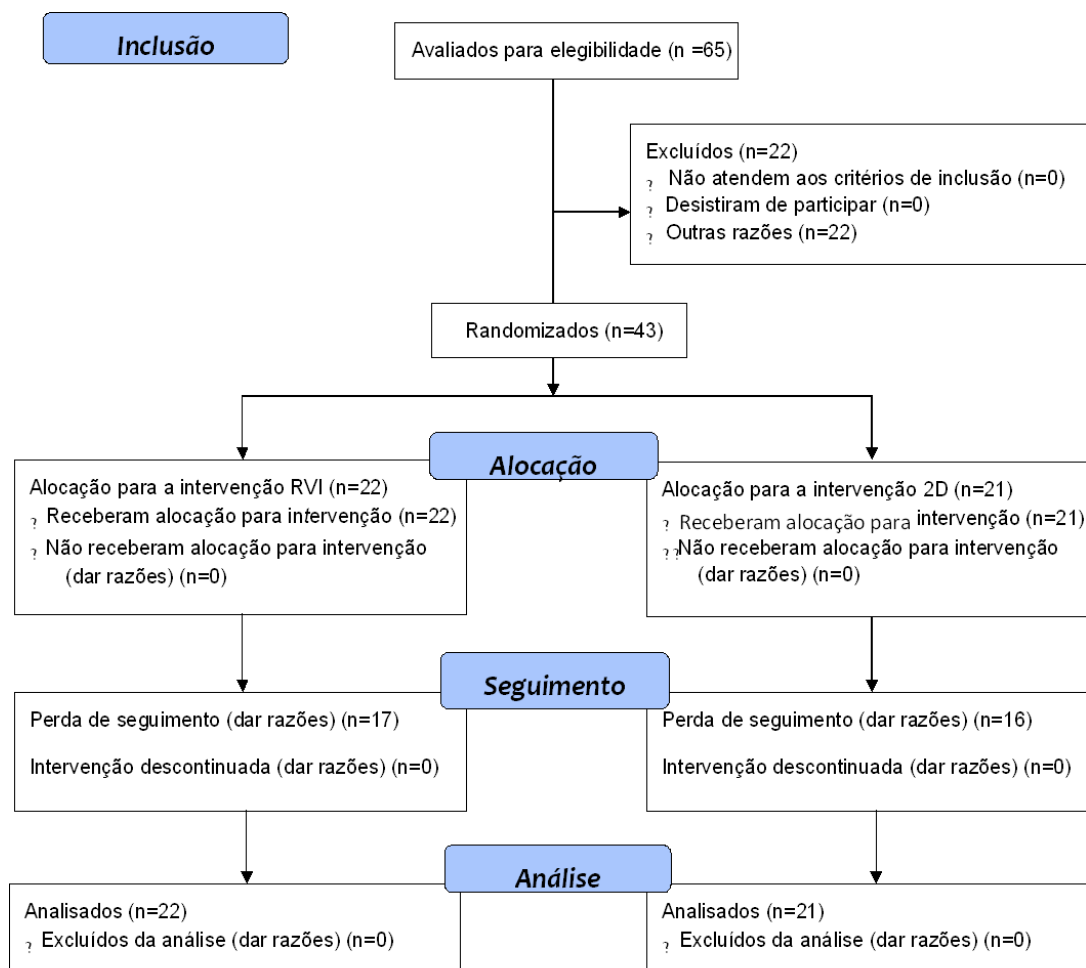 Inclusão
Avaliados para elegibilidade (n =65)
Excluídos (n=22)
? Não atendem aos critérios de inclusão (n=0)
? Desistiram de participar (n=0)
? Outras razões (n=22)
Randomizados (n=43)
Alocação
Alocação para a intervenção RVI (n=22)
? Receberam alocação para intervenção (n=22)
? Não receberam alocação para intervenção
(dar razões) (n=0)
Alocação para a intervenção 2D (n=21)
? Receberam alocação para intervenção (n=21)
??Não receberam alocação para intervenção
(dar razões) (n=0)
Seguimento
Perda de seguimento (dar razões) (n=17)
Intervenção descontinuada (dar razões) (n=0)
Perda de seguimento (dar razões) (n=16)
Intervenção descontinuada (dar razões) (n=0)
Análise
Analisados (n=22)
? Excluídos da análise (dar razões) (n=0)
Analisados (n=21)
? Excluídos da análise (dar razões) (n=0)